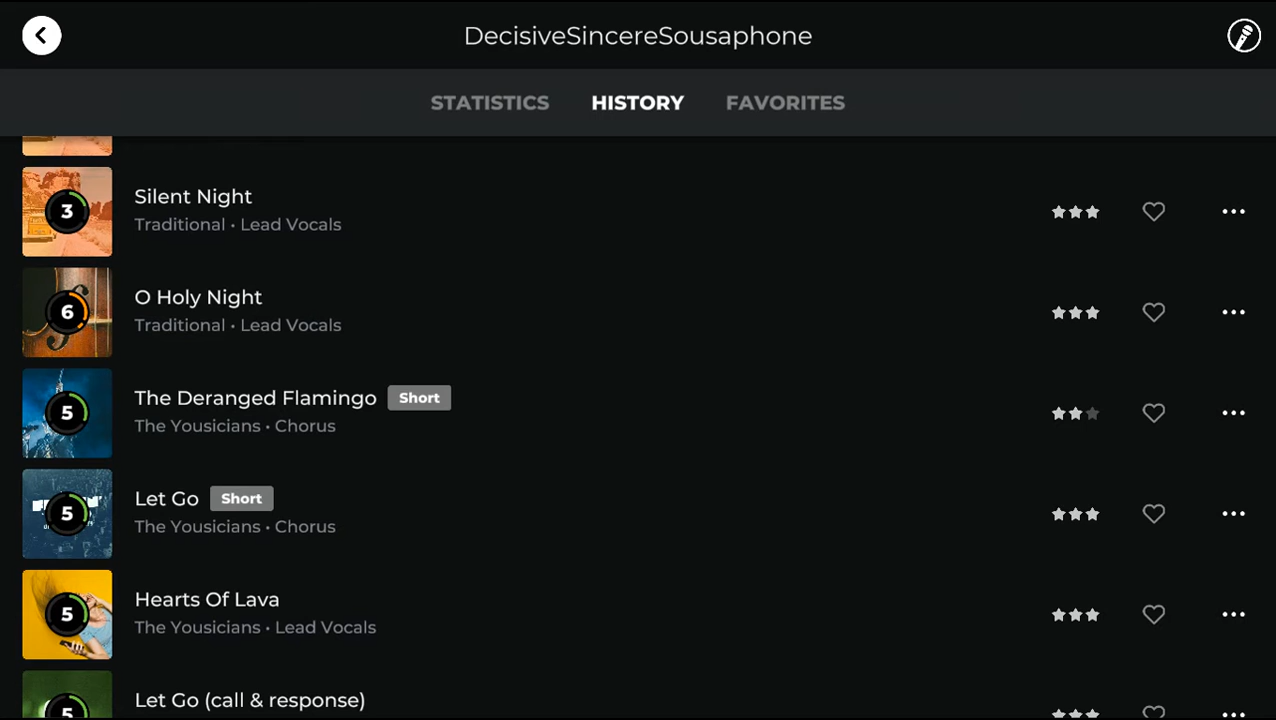 DecisiveSincereSousaphone
STATISTICS HISTORY FAVORITES
3
Silent Night
Traditional • Lead Vocals
6
O Holy Night
Traditional • Lead Vocals
5
The Deranged Flamingo Short
The Yousicians • Chorus
5
Let Go Short
The Yousicians • Chorus
5
Hearts Of Lava
The Yousicians • Lead Vocals
5
Let Go (call & response)